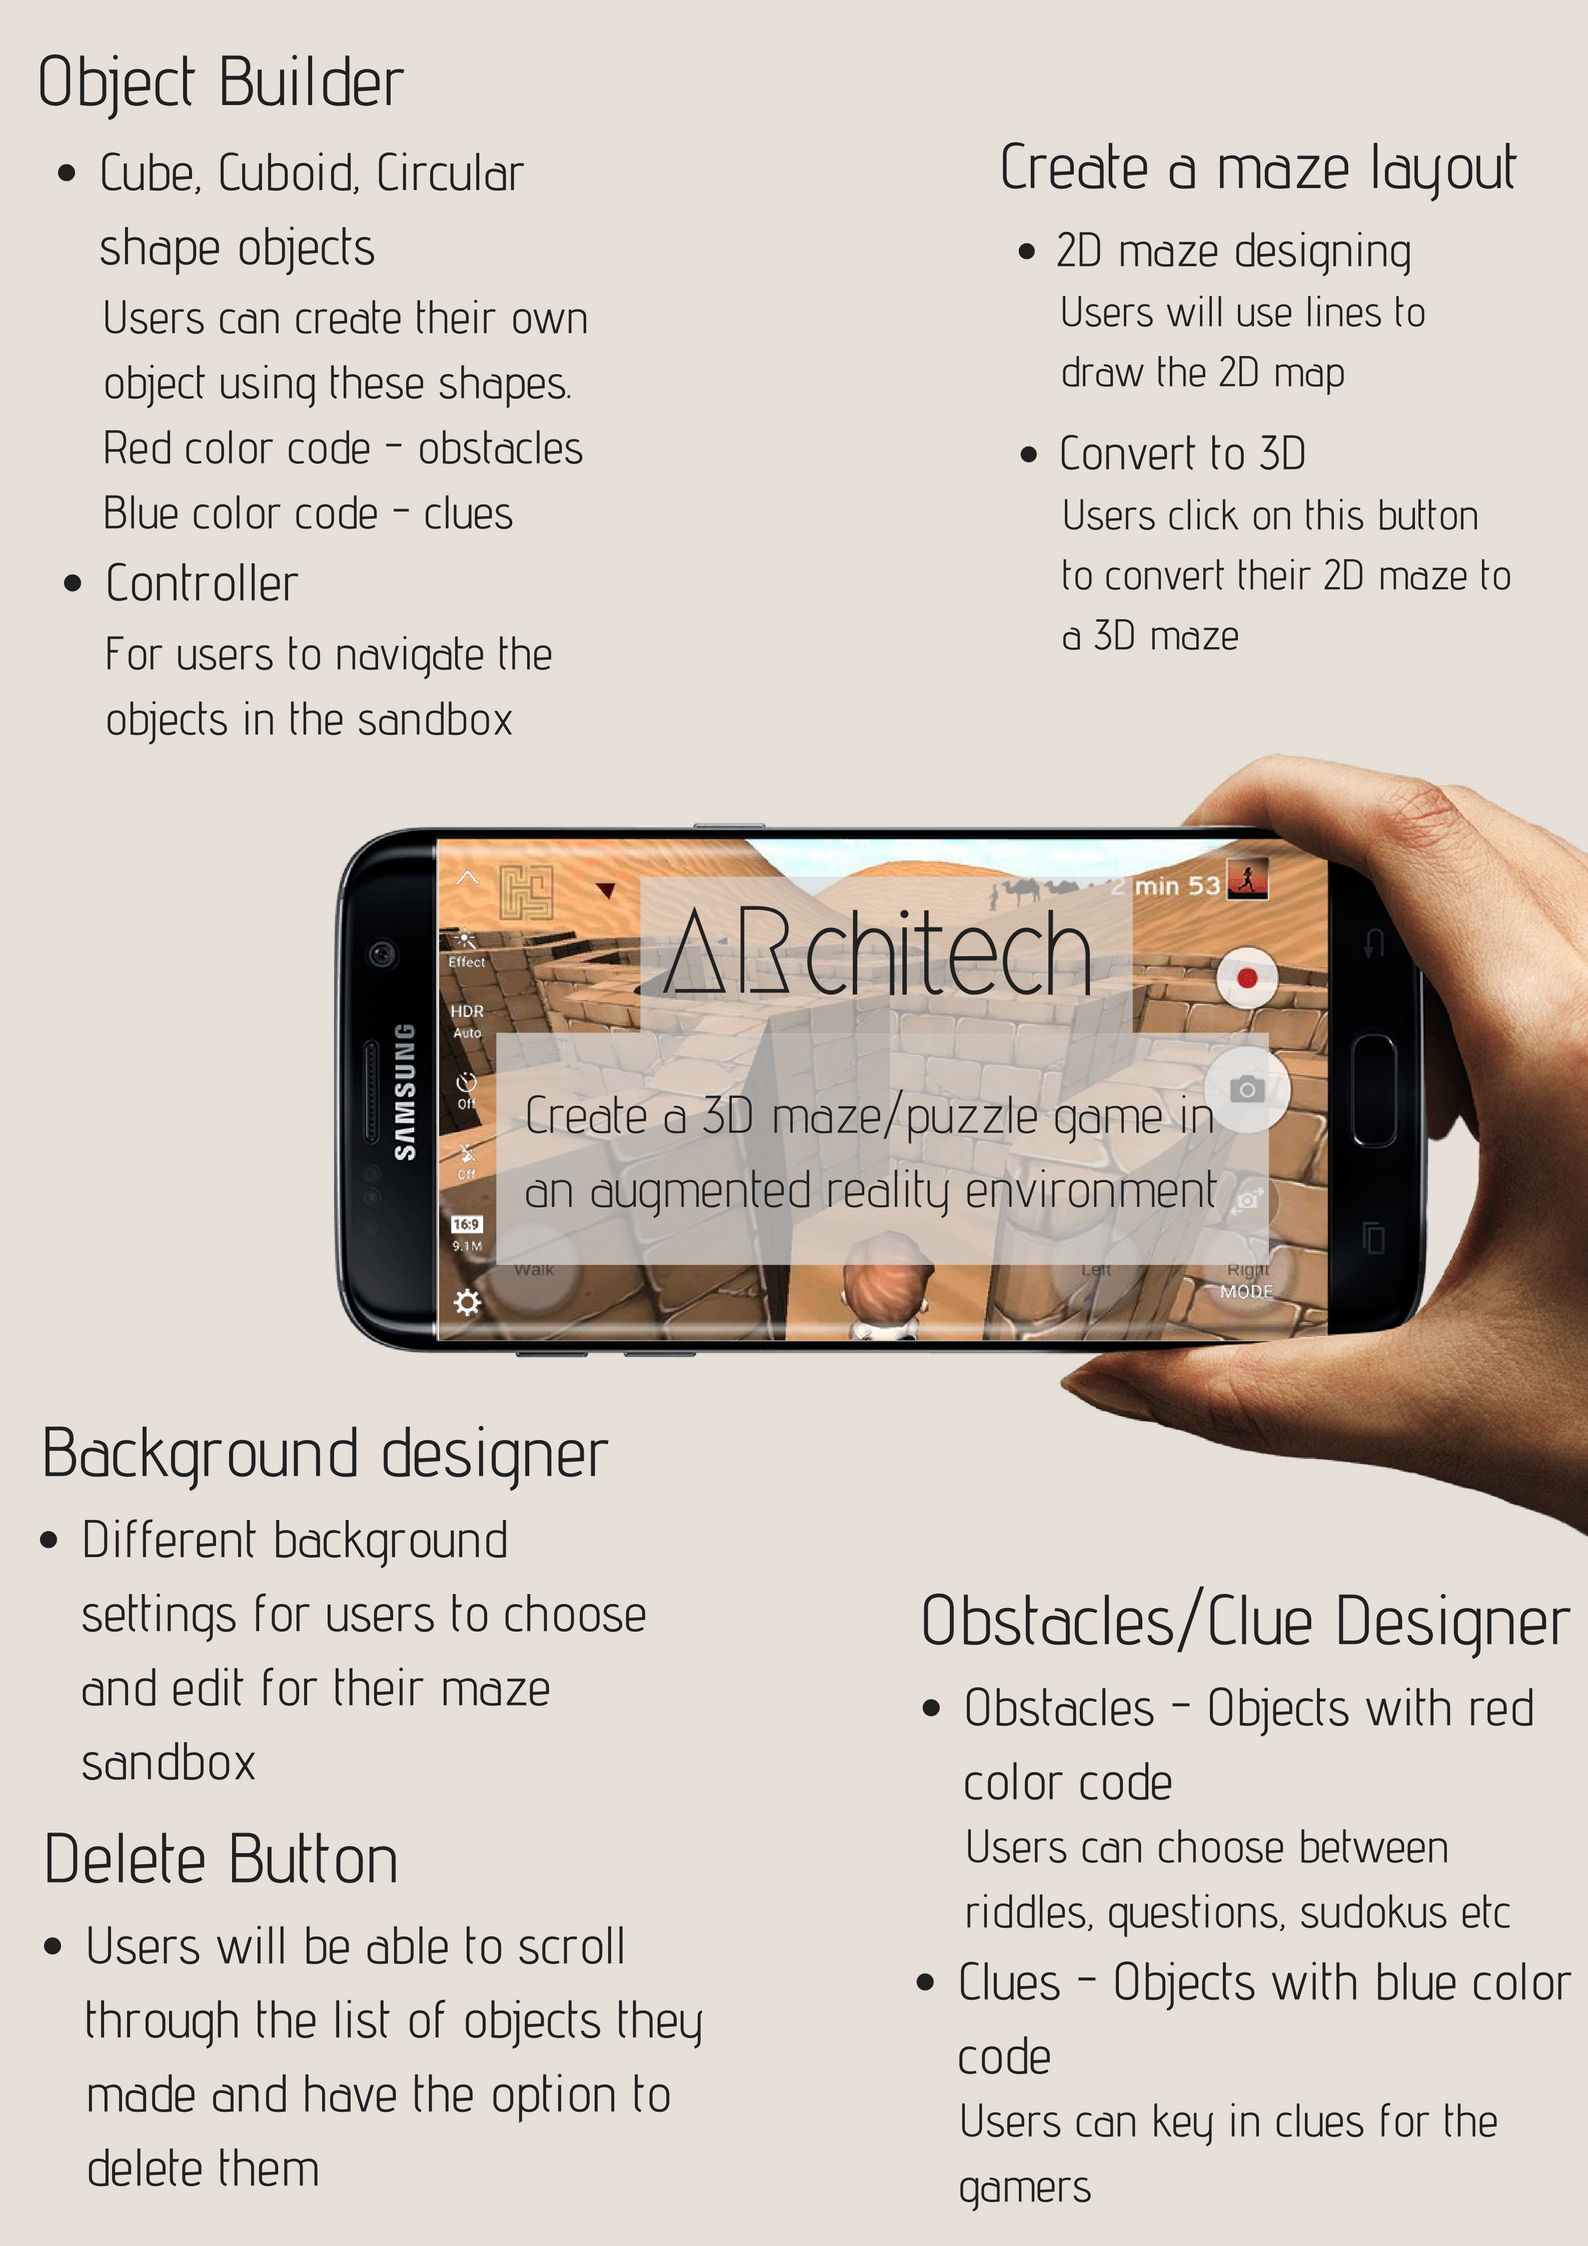 Object Builder
Cube, Cuboid, Circular
shape objects
Users can create their own
object using these shapes.
Red color code - obstacles
Blue color code - clues
Controller
For users to navigate the
objects in the sandbox
Create a maze layout
2D maze designing
Users will use lines to
draw the 2D map
Convert to 3D
Users click on this button
to convert their 2D maze to
a 3D maze
SAMSUNG
2 min 53
Effect
HDR
Auto
Off
Off
16:9
9.1M
ARchitech
Create a 3D maze/puzzle game in
an augmented reality environment
Walk
Left
Right
MODE
Background designer
Different background
settings for users to choose
and edit for their maze
sandbox
Delete Button
Users will be able to scroll
through the list of objects they
made and have the option to
delete them
Obstacles/Clue Designer
Obstacles - Objects with red
color code
Users can choose between
riddles, questions, sudokus etc
Clues - Objects with blue color
code
Users can key in clues for the
gamers